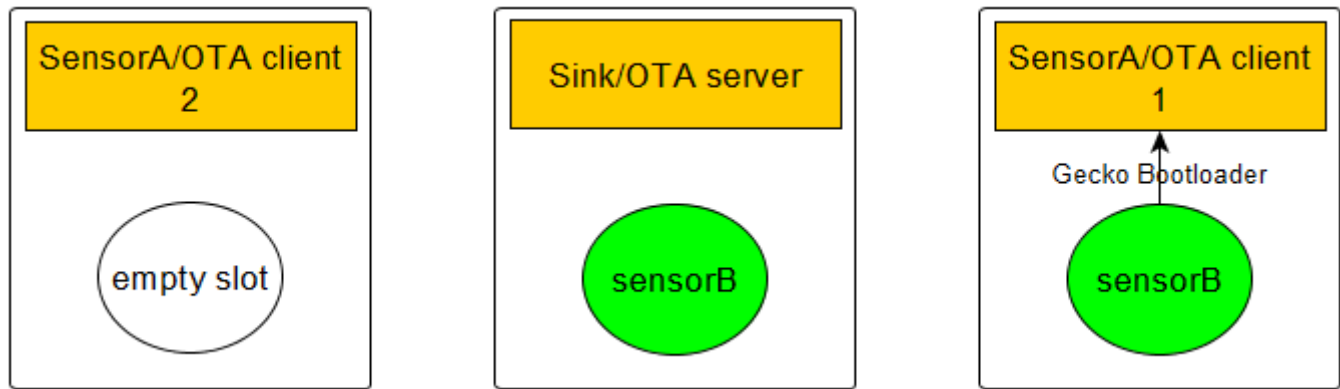 SensorA/OTA client
2
empty slot
Sink/OTA server
sensorB
SensorA/OTA client
1
Gecko Bootloader
sensorB